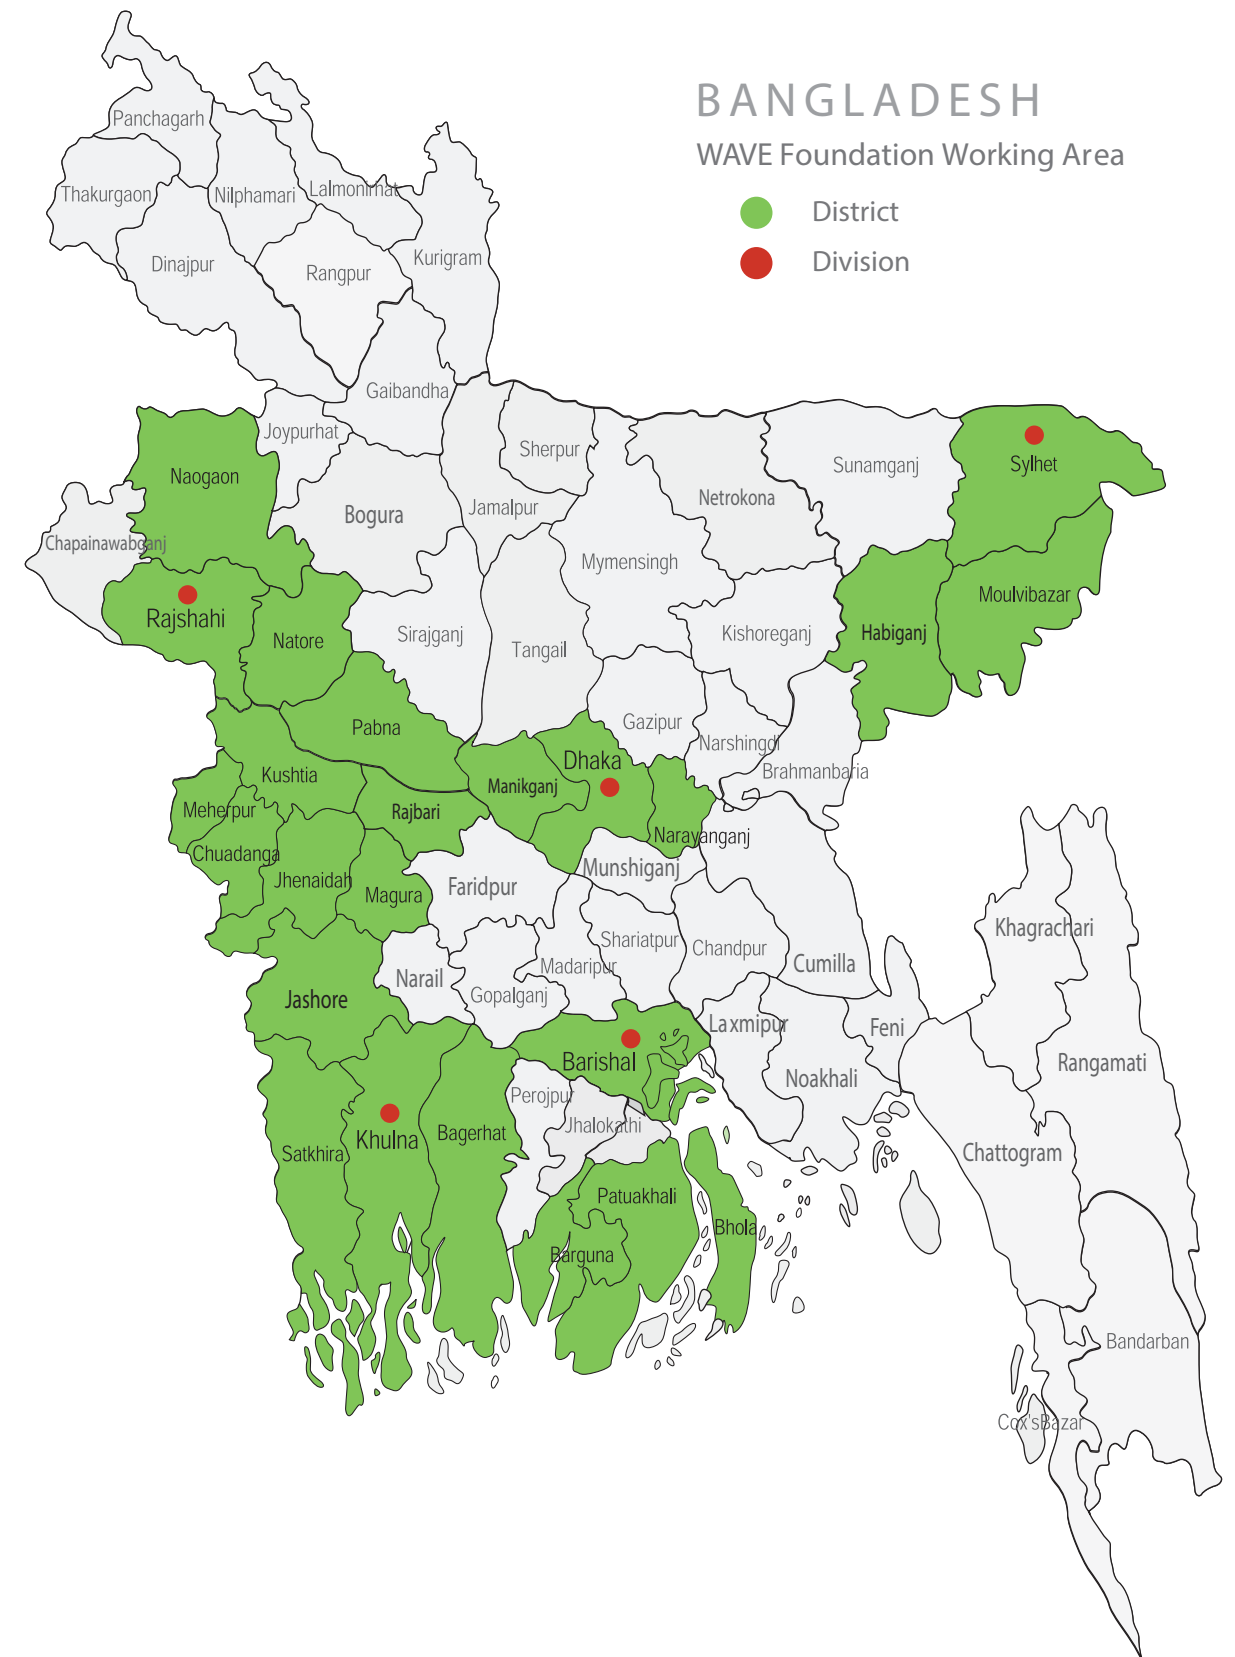 BANGLADESH
WAVE Foundation Working Area
District
Division
Panchagarh
Thakurgaon
Nilphamari
Lalmonirhat
Dinajpur
Rangpur
Kurigram
Gaibandha
Joypurhat
Sherpur
Naogaon
Bogura
Jamalpur
Netrokona
Sunamganj
Sylhet
Chapainawabganj
Mymensingh
Moulvibazar
Rajshahi
Natore
Sirajganj
Tangail
Kishoreganj
Habiganj
Pabna
Gazipur
Narshingdi
Dhaka
Brahmanbaria
Kushtia
Manikganj
Meherpur
Rajbari
Narayanganj
Chuadanga
Jhenaidah
Magura
Faridpur
Munshiganj
Khagrachari
Shariatpur
Chandpur
Cumilla
Narail
Madaripur
Gopalganj
Jashore
Laxmipur
Feni
Barishal
Noakhali
Rangamati
Perojpur
Jhalokathi
Khulna
Bagerhat
Satkhira
Chattogram
Patuakhali
Bhola
Barguna
Bandarban
Cox'sBazar